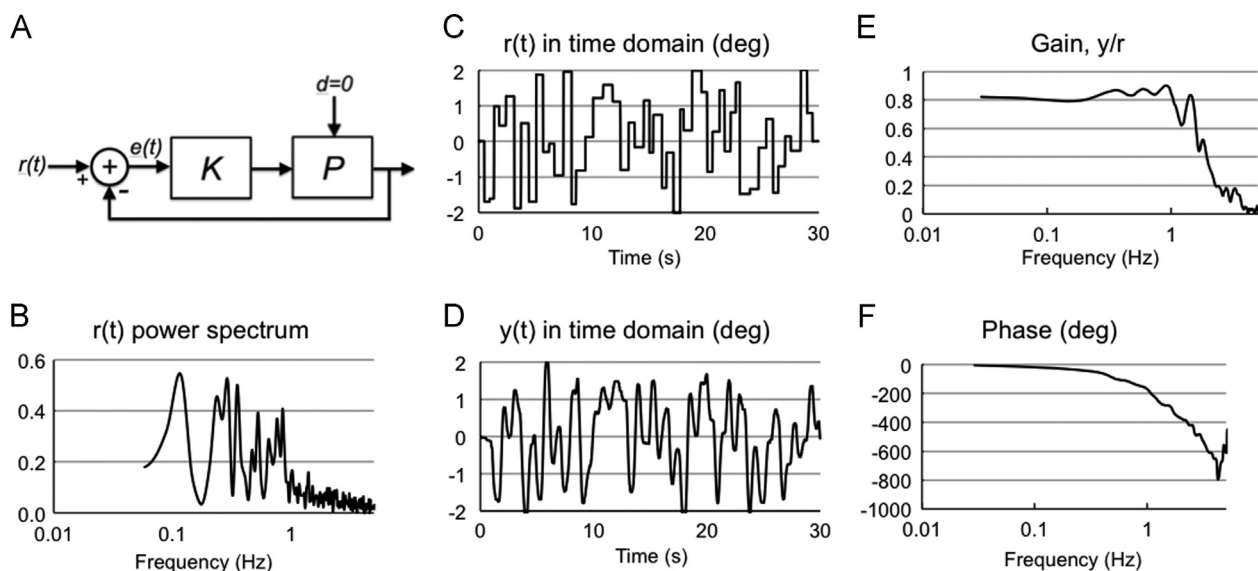 A
d=0
r(t)
+
+
-
e(t)
K
P
B
r(t) power spectrum
0.6
0.4
0.2
0.0
0.01
0.1
1
Frequency (Hz)
C
r(t) in time domain (deg)
2
1
0
-1
-2
0
10
20
30
Time (s)
D
y(t) in time domain (deg)
2
1
0
-1
-2
0
10
20
30
Time (s)
E
Gain, y/r
1
0.8
0.6
0.4
0.2
0
0.01
0.1
1
Frequency (Hz)
F
Phase (deg)
0
-200
-400
-600
-800
-1000
0.01
0.1
1
Frequency (Hz)